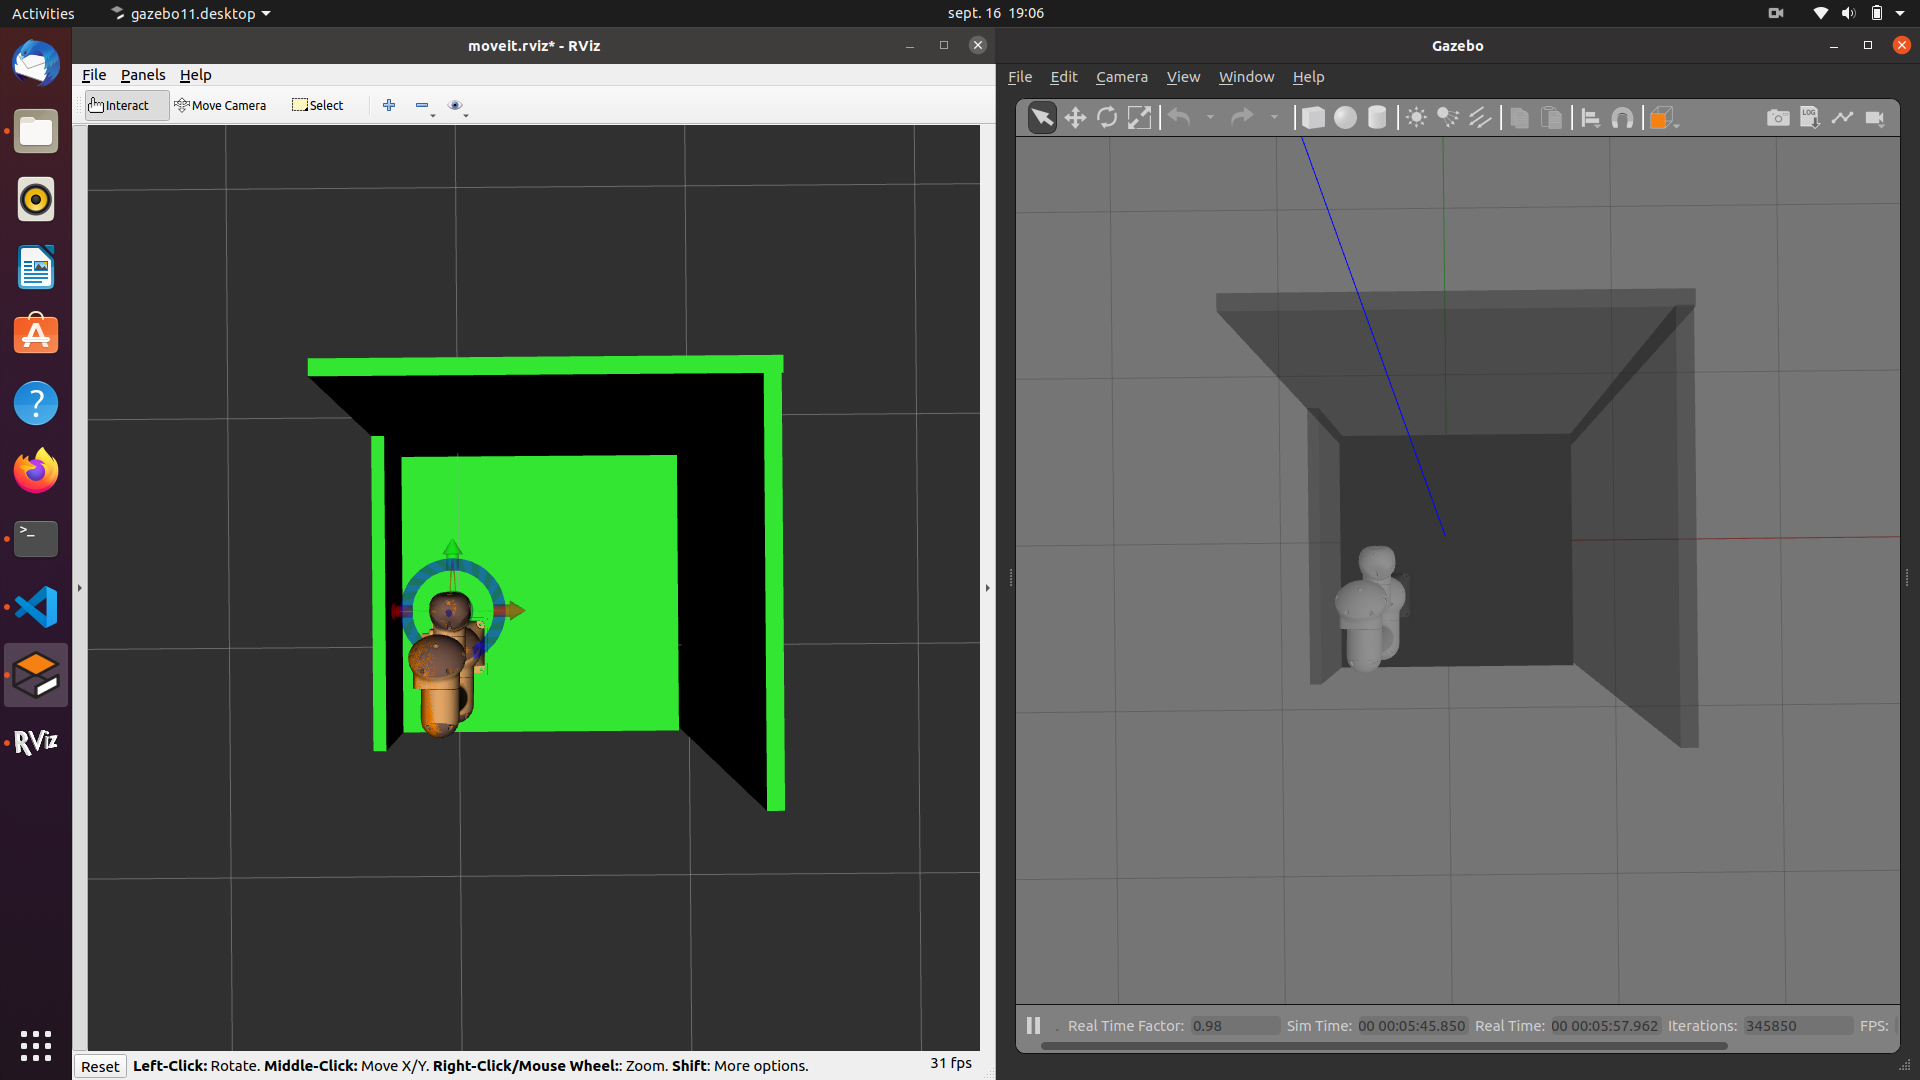 Activities
gazebo11.desktop
sept. 16 19:06
moveit.rviz* - RViz
File Panels Help
Interact
Move Camera
Select
Reset
Left-Click: Rotate. Middle-Click: Move X/Y. Right-Click/Mouse Wheel:: Zoom. Shift: More options.
31 fps
Gazebo
File Edit Camera View Window Help
LOG
Real Time Factor: 0.98 Sim Time: 00 00:05:45.850 Real Time: 00 00:05:57.962 Iterations: 345850 FPS:
>_
?
RViz